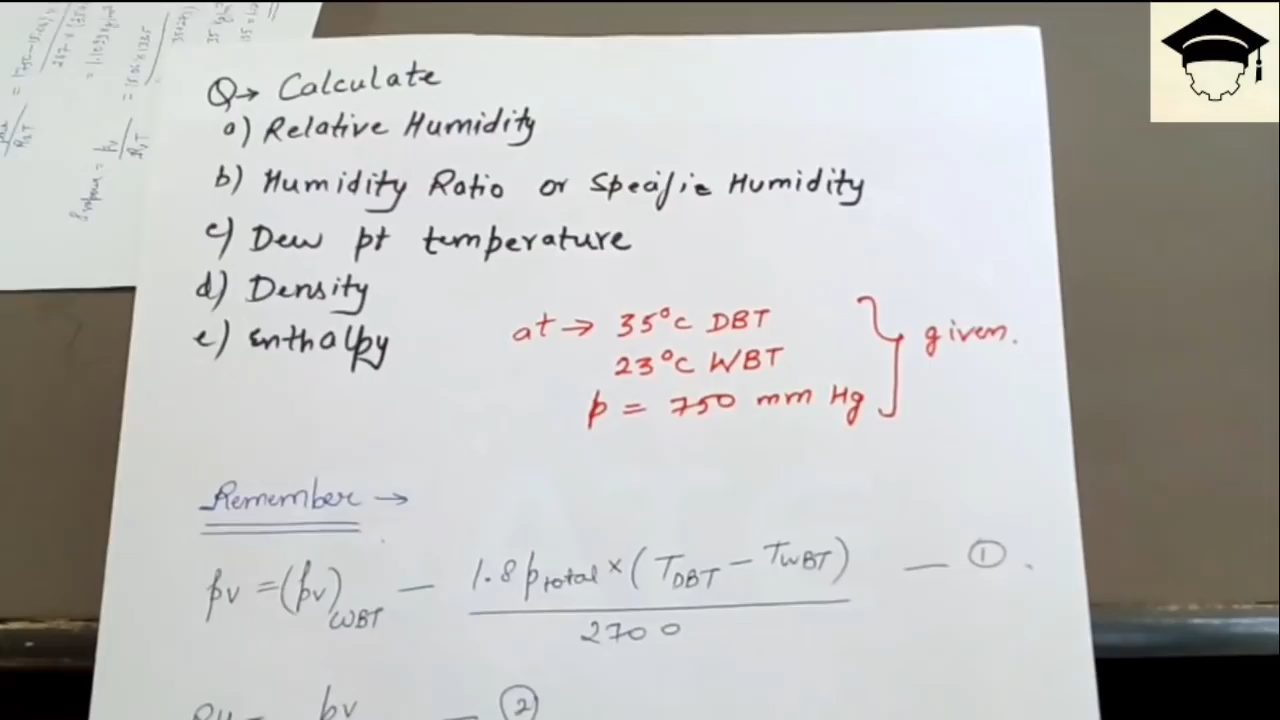 Q→ Calculate
a) Relative Humidity
b) Humidity Ratio or Specific Humidity
c) Dew pt temperature
d) Density
e) Enthalpy
at → 35°C DBT
23°C WBT
p = 750 mm Hg
given.
Remember →
pv = (pv)WBT — 1.8 ptotal × (TDBT − TWBT) / 2700 — ①.
pv — ②